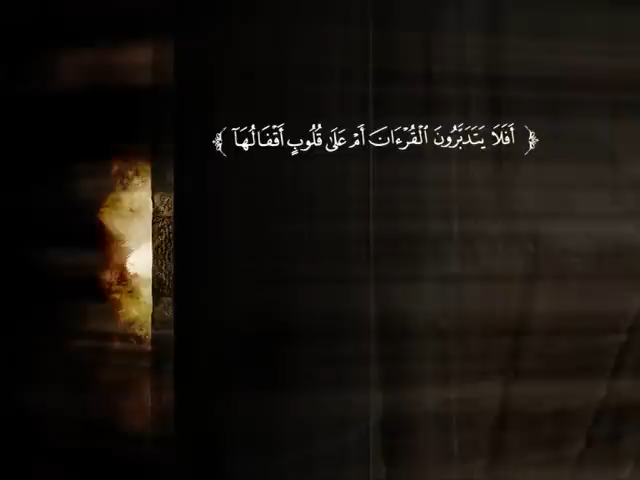 ﴿ أَفَلَا يَتَدَبَّرُونَ الْقُرْءَانَ أَمْ عَلَىٰ قُلُوبٍ أَقْفَالُهَا ﴾